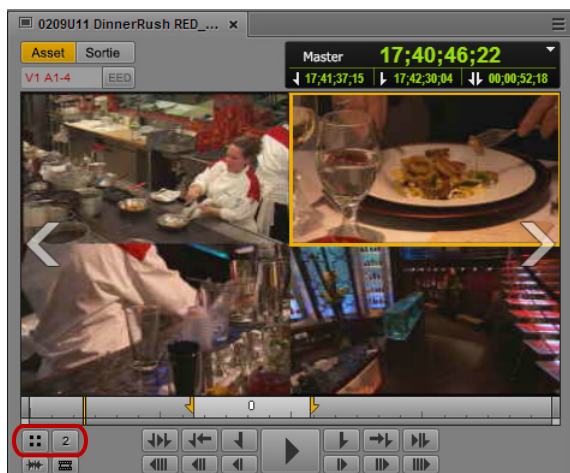 0209U11 DinnerRush RED_... ×
Asset Sortie
Master 17;40;46;22
V1 A1-4 EED
17;41;37;15 17;42;30;04 00;00;52;18
0
2